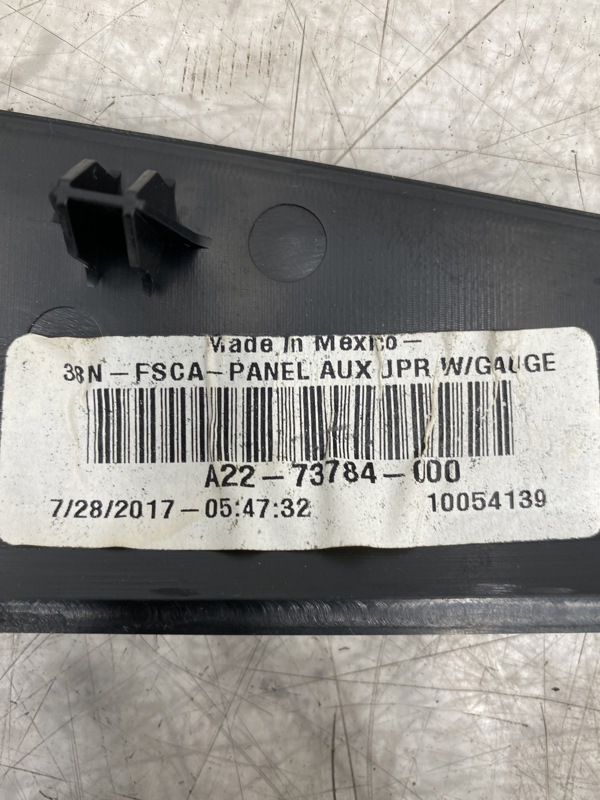 Made In Mexico-
38N-FSCA-PANEL AUX UPR W/GAUGE
A22-73784-000
7/28/2017-05:47:32 10054139